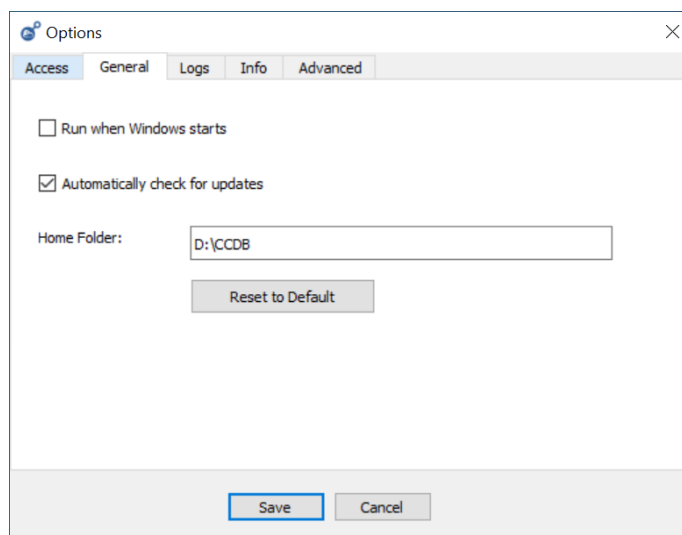 Options
Access General Logs Info Advanced
Run when Windows starts
Automatically check for updates
Home Folder: D:\CCDB
Reset to Default
Save Cancel